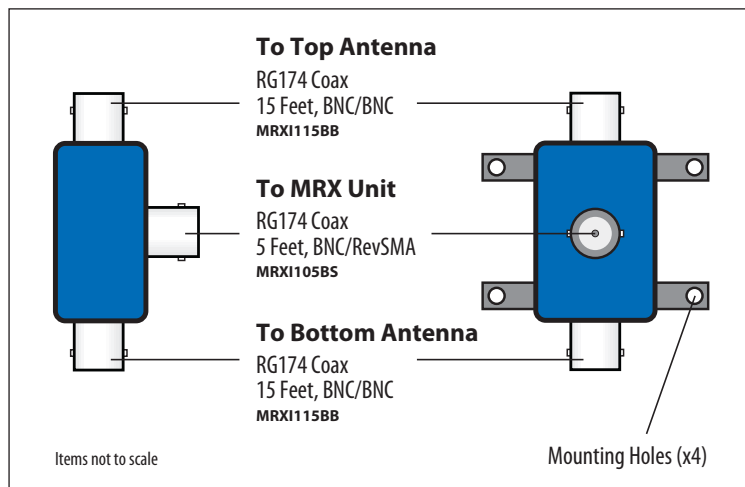 To Top Antenna
RG174 Coax
15 Feet, BNC/BNC
MRXI115BB
To MRX Unit
RG174 Coax
5 Feet, BNC/RevSMA
MRXI105BS
To Bottom Antenna
RG174 Coax
15 Feet, BNC/BNC
MRXI115BB
Items not to scale
Mounting Holes (x4)